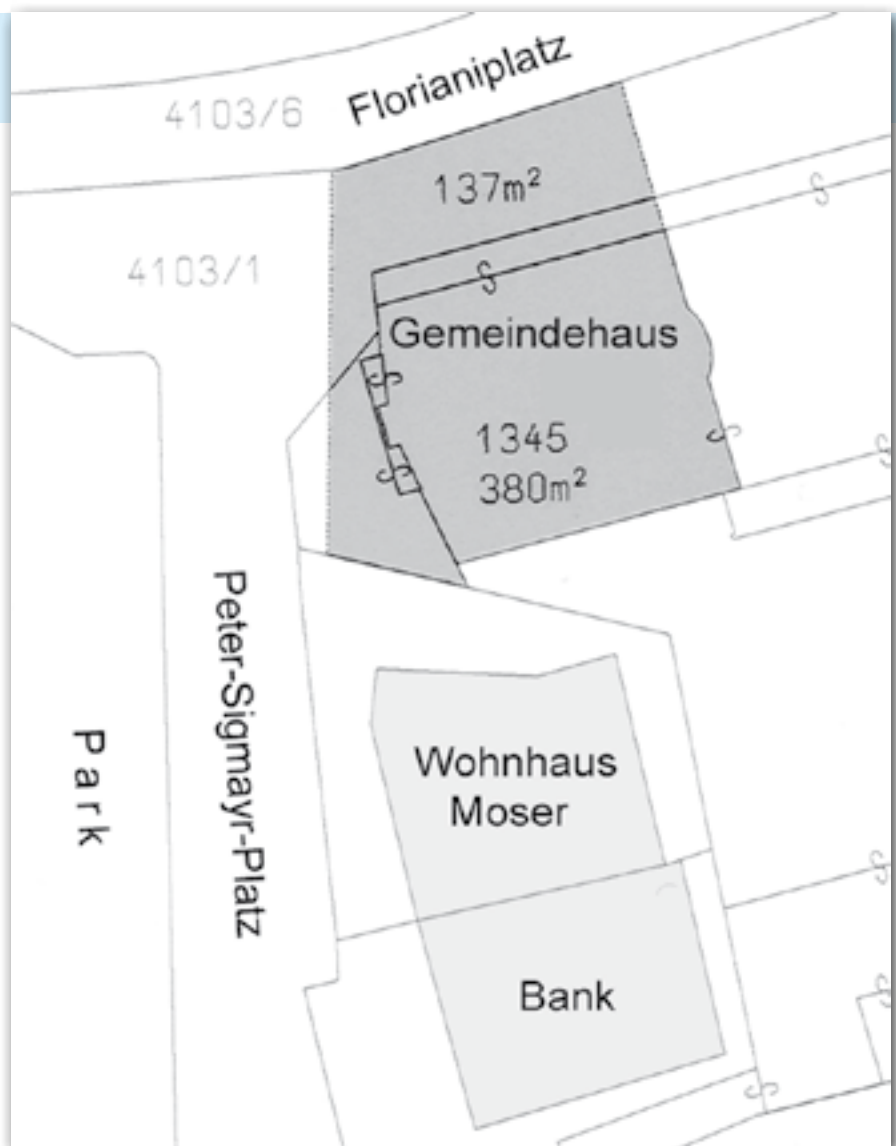 Florianiplatz
4103/6
137m²
4103/1
Gemeindehaus
1345
380m²
Peter-Sigmayr-Platz
Park
Wohnhaus
Moser
Bank